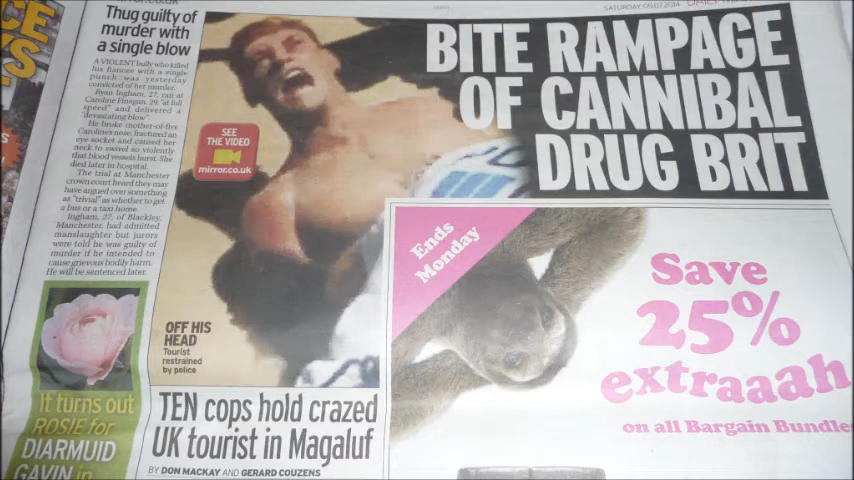 mirror.co.uk
SATURDAY 05.07.2014
DAILY
Thug guilty of
murder with
a single blow
A VIOLENT bully who killed
his fiancee with a single
punch was yesterday
convicted of her murder.
Ryan Ingham, 27, ran at
Caroline Finegan, 29, "at full
speed" and delivered a
"devastating blow".
He broke mother-of-five
Caroline's nose, fractured an
eye socket and caused her
neck to swivel so violently
that blood vessels burst. She
died later in hospital.
The trial at Manchester
crown court heard they may
have argued over something
as "trivial" as whether to get
a bus or a taxi home.
Ingham, 27, of Blackley,
Manchester, had admitted
manslaughter but jurors
were told he was guilty of
murder if he intended to
cause grievous bodily harm.
He will be sentenced later.
It turns out
ROSIE for
DIARMUID
GAVIN in
SEE
THE VIDEO
mirror.co.uk
BITE RAMPAGE
OF CANNIBAL
DRUG BRIT
OFF HIS
HEAD
Tourist
restrained
by police
TEN cops hold crazed
UK tourist in Magaluf
BY DON MACKAY AND GERARD COUZENS
Ends
Monday
Save
25%
extraaaah
on all Bargain Bundle